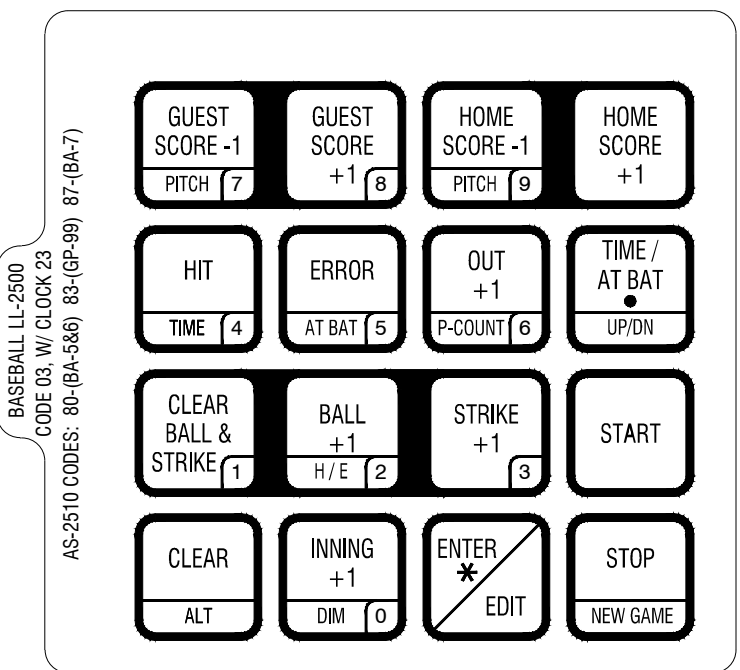 BASEBALL LL-2500
CODE 03, W/ CLOCK 23
AS-2510 CODES: 80-(BA-5&6) 83-(GP-99) 87-(BA-7)
GUEST
SCORE -1
PITCH 7
GUEST
SCORE
+1 8
HOME
SCORE -1
PITCH 9
HOME
SCORE
+1
HIT
TIME 4
ERROR
AT BAT 5
OUT
+1
P-COUNT 6
TIME /
AT BAT
●
UP/DN
CLEAR
BALL &
STRIKE 1
BALL
+1
H / E 2
STRIKE
+1
3
START
CLEAR
ALT
INNING
+1
DIM 0
ENTER
*
EDIT
STOP
NEW GAME